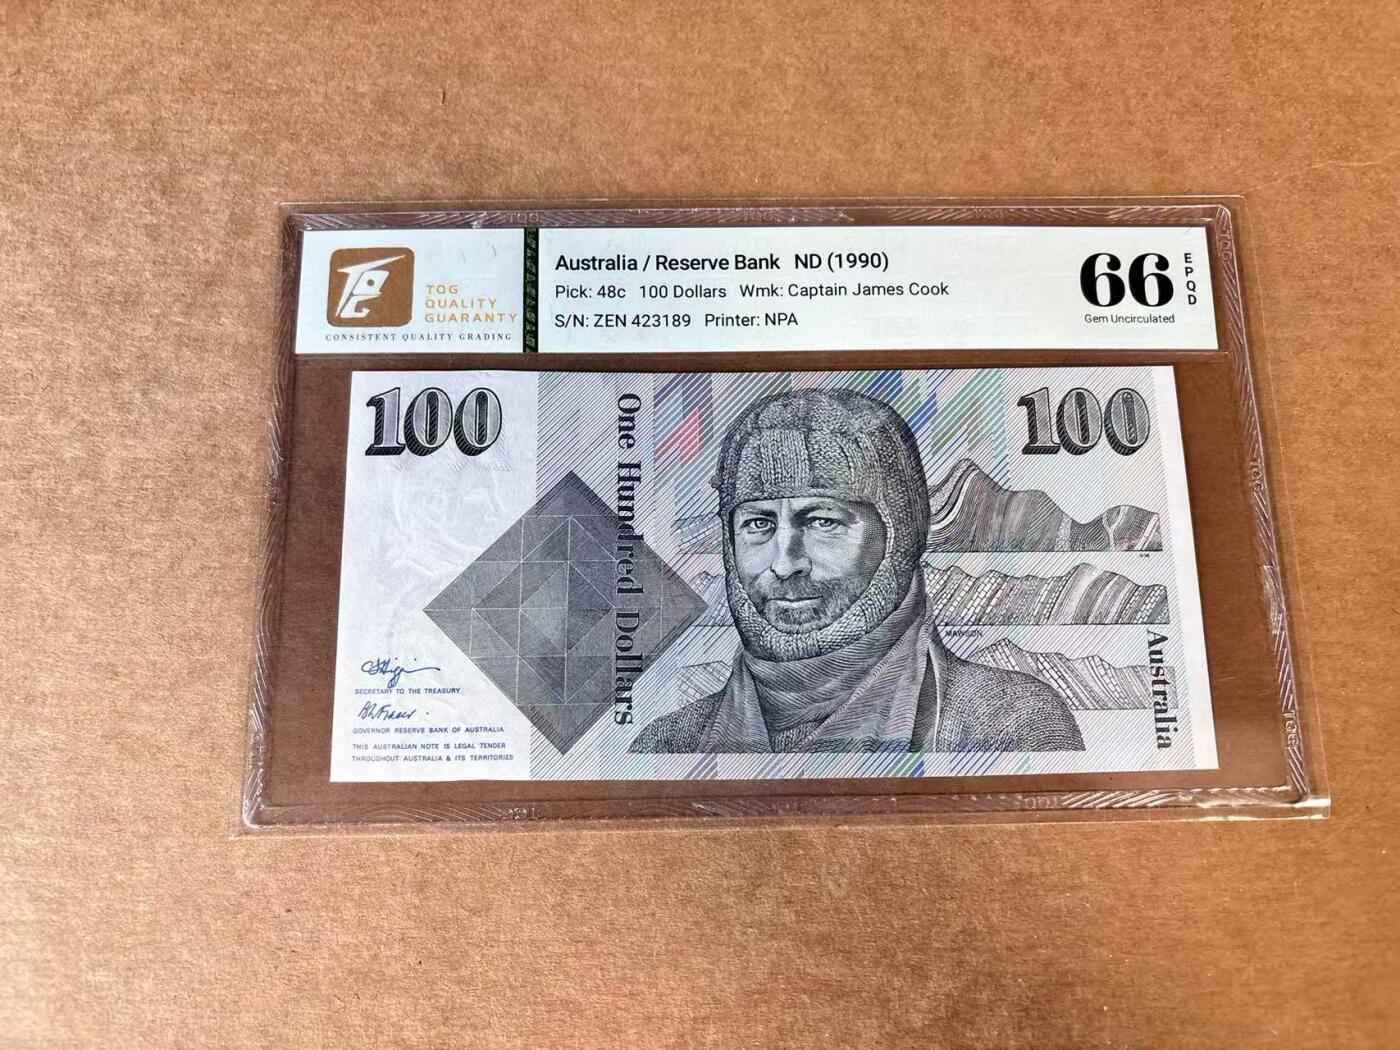 TQG
QUALITY
GUARANTY
CONSISTENT QUALITY GRADING
Australia / Reserve Bank ND (1990)
Pick: 48c 100 Dollars Wmk: Captain James Cook
S/N: ZEN 423189 Printer: NPA
66
EPQD
Gem Uncirculated
100
One Hundred Dollars
100
MAWSON
Australia
SECRETARY TO THE TREASURY
GOVERNOR RESERVE BANK OF AUSTRALIA
THIS AUSTRALIAN NOTE IS LEGAL TENDER
THROUGHOUT AUSTRALIA & ITS TERRITORIES